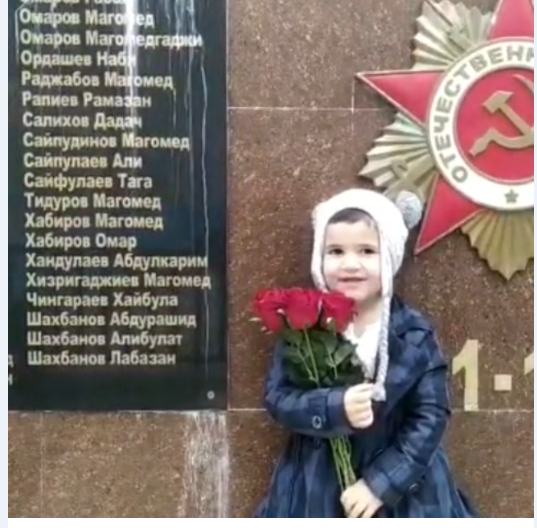 Омаров Магомед
Омаров Магомедгаджи
Ордашев Наби
Раджабов Магомед
Рапиев Рамазан
Салихов Дадач
Сайпудинов Магомед
Сайпулаев Али
Сайфулаев Тага
Тидуров Магомед
Хабиров Магомед
Хабиров Омар
Хандулаев Абдулкарим
Хизригаджиев Магомед
Чингараев Хайбула
Шахбанов Абдурашид
Шахбанов Алибулат
Шахбанов Лабазан
ОТЕЧЕСТВЕНН
1·1